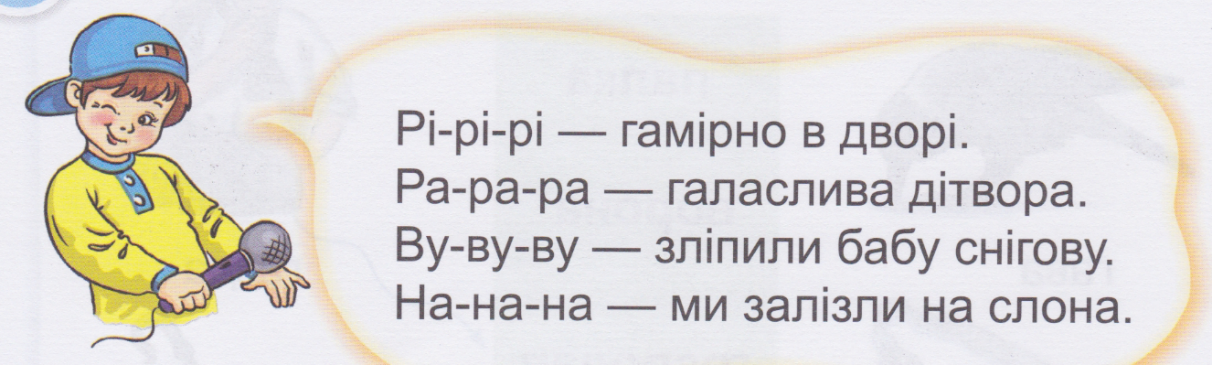 Рі-рі-рі — гамірно в дворі.
Ра-ра-ра — галаслива дітвора.
Ву-ву-ву — зліпили бабу снігову.
На-на-на — ми залізли на слона.